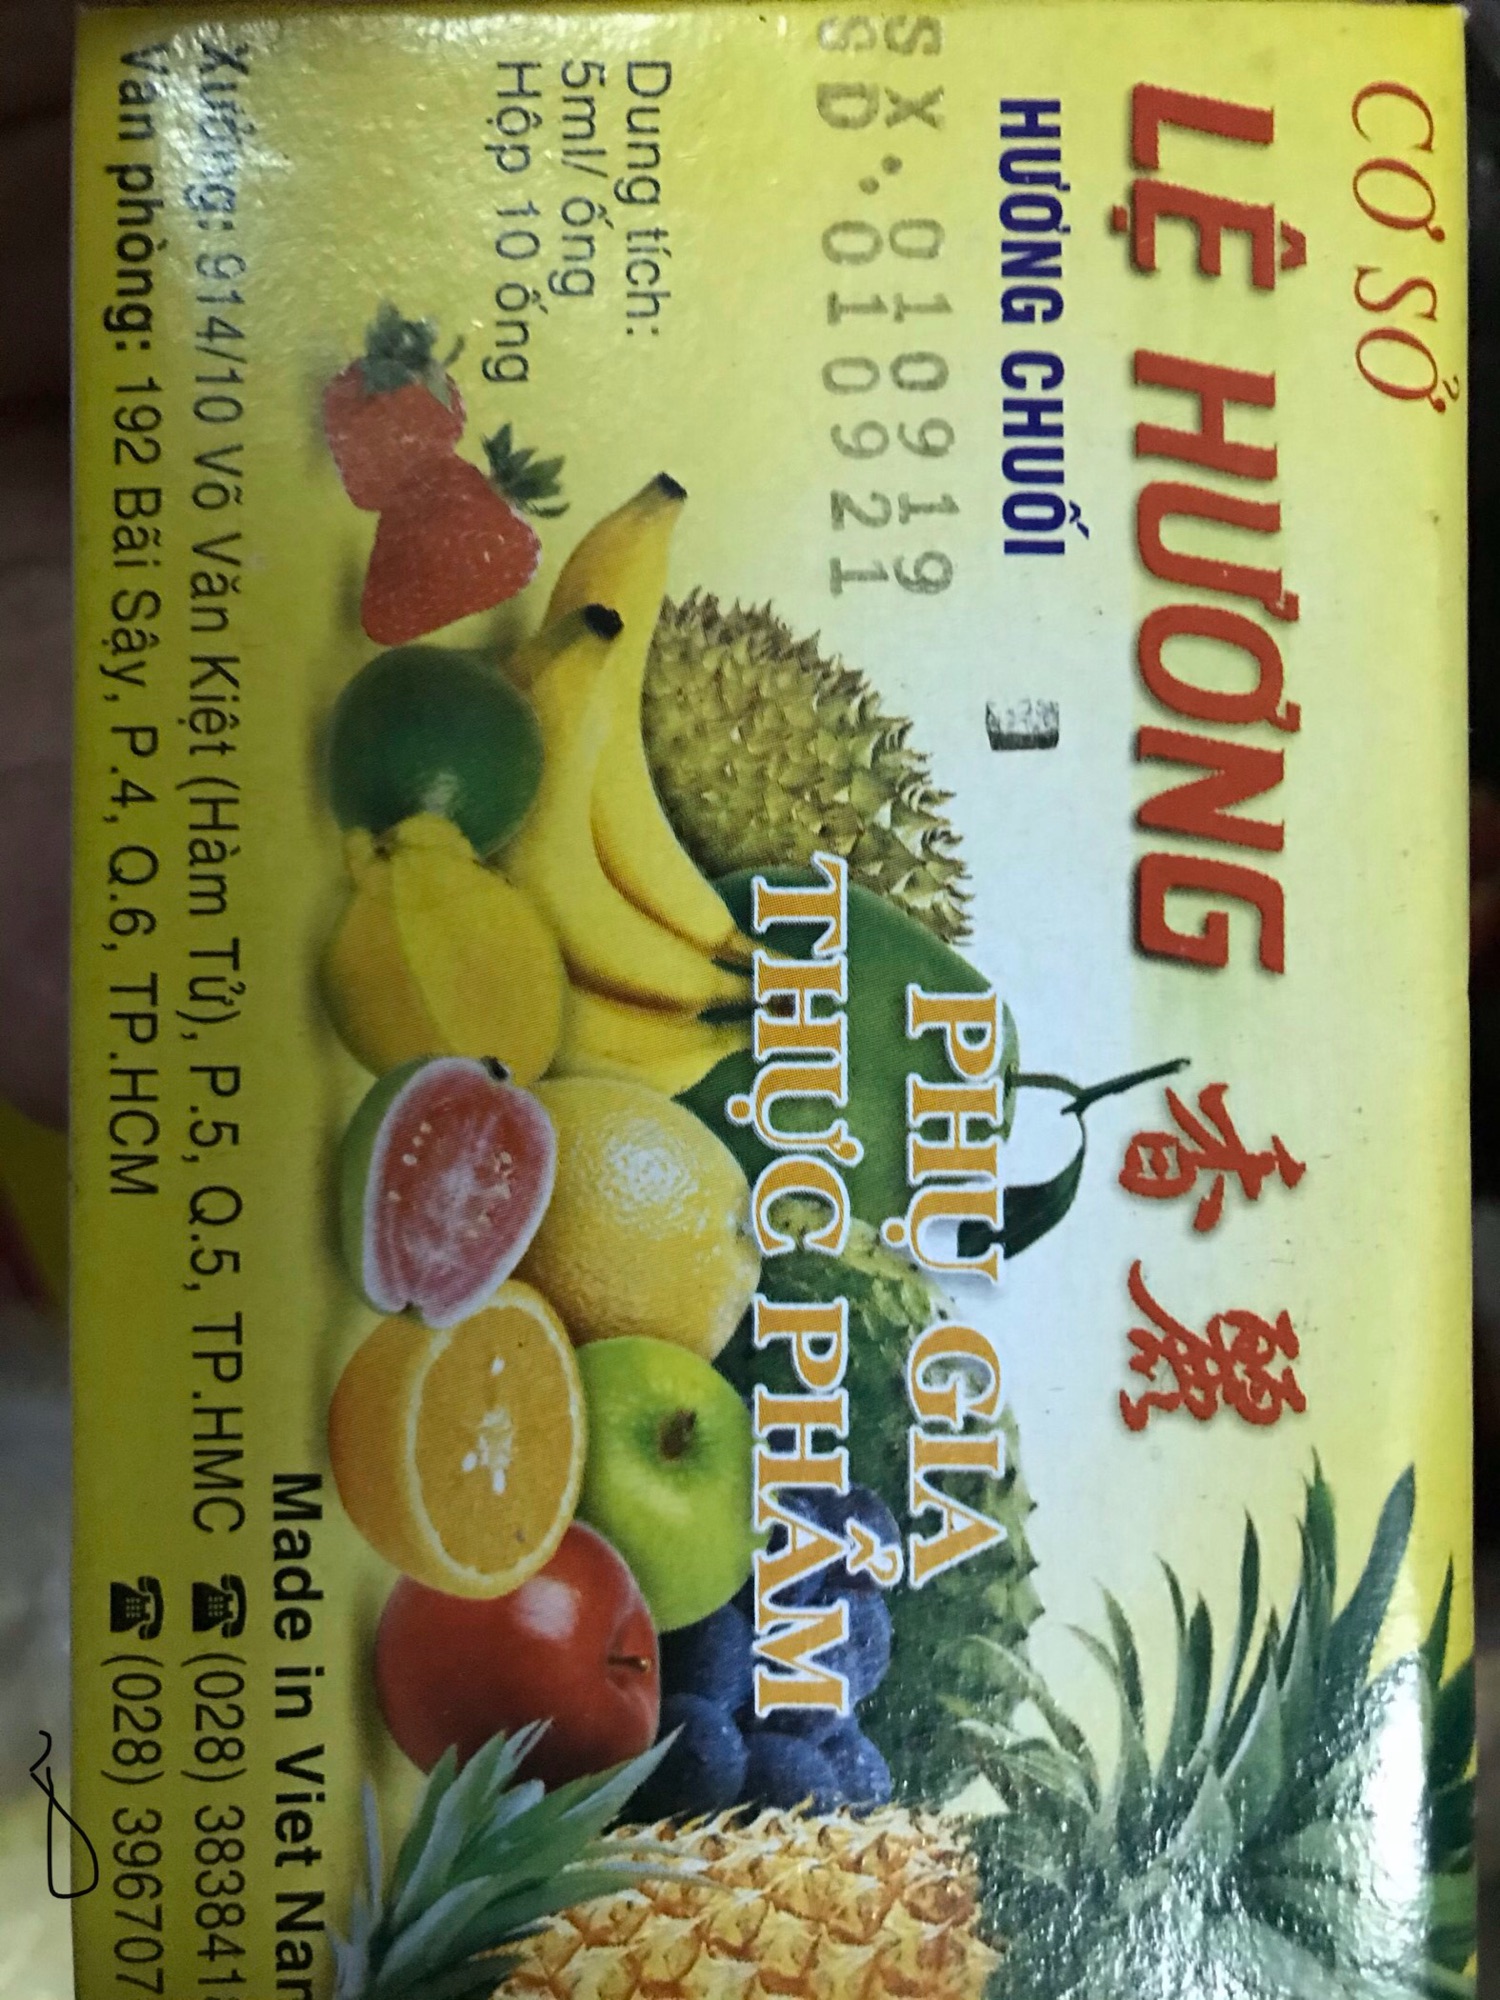 CƠ SỞ
LỆ HƯƠNG 香麗
HƯƠNG CHUỐI
SX.: 010919
SD.: 010921
PHỤ GIA
THỰC PHẨM
Dung tích:
5ml/ ống
Hộp 10 ống
Made in Viet Nam
Xưởng: 914/10 Võ Văn Kiệt (Hàm Tử), P.5, Q.5, TP.HMC ☎ (028) 383841
Văn phòng: 192 Bãi Sậy, P.4, Q.6, TP.HCM ☎ (028) 396707